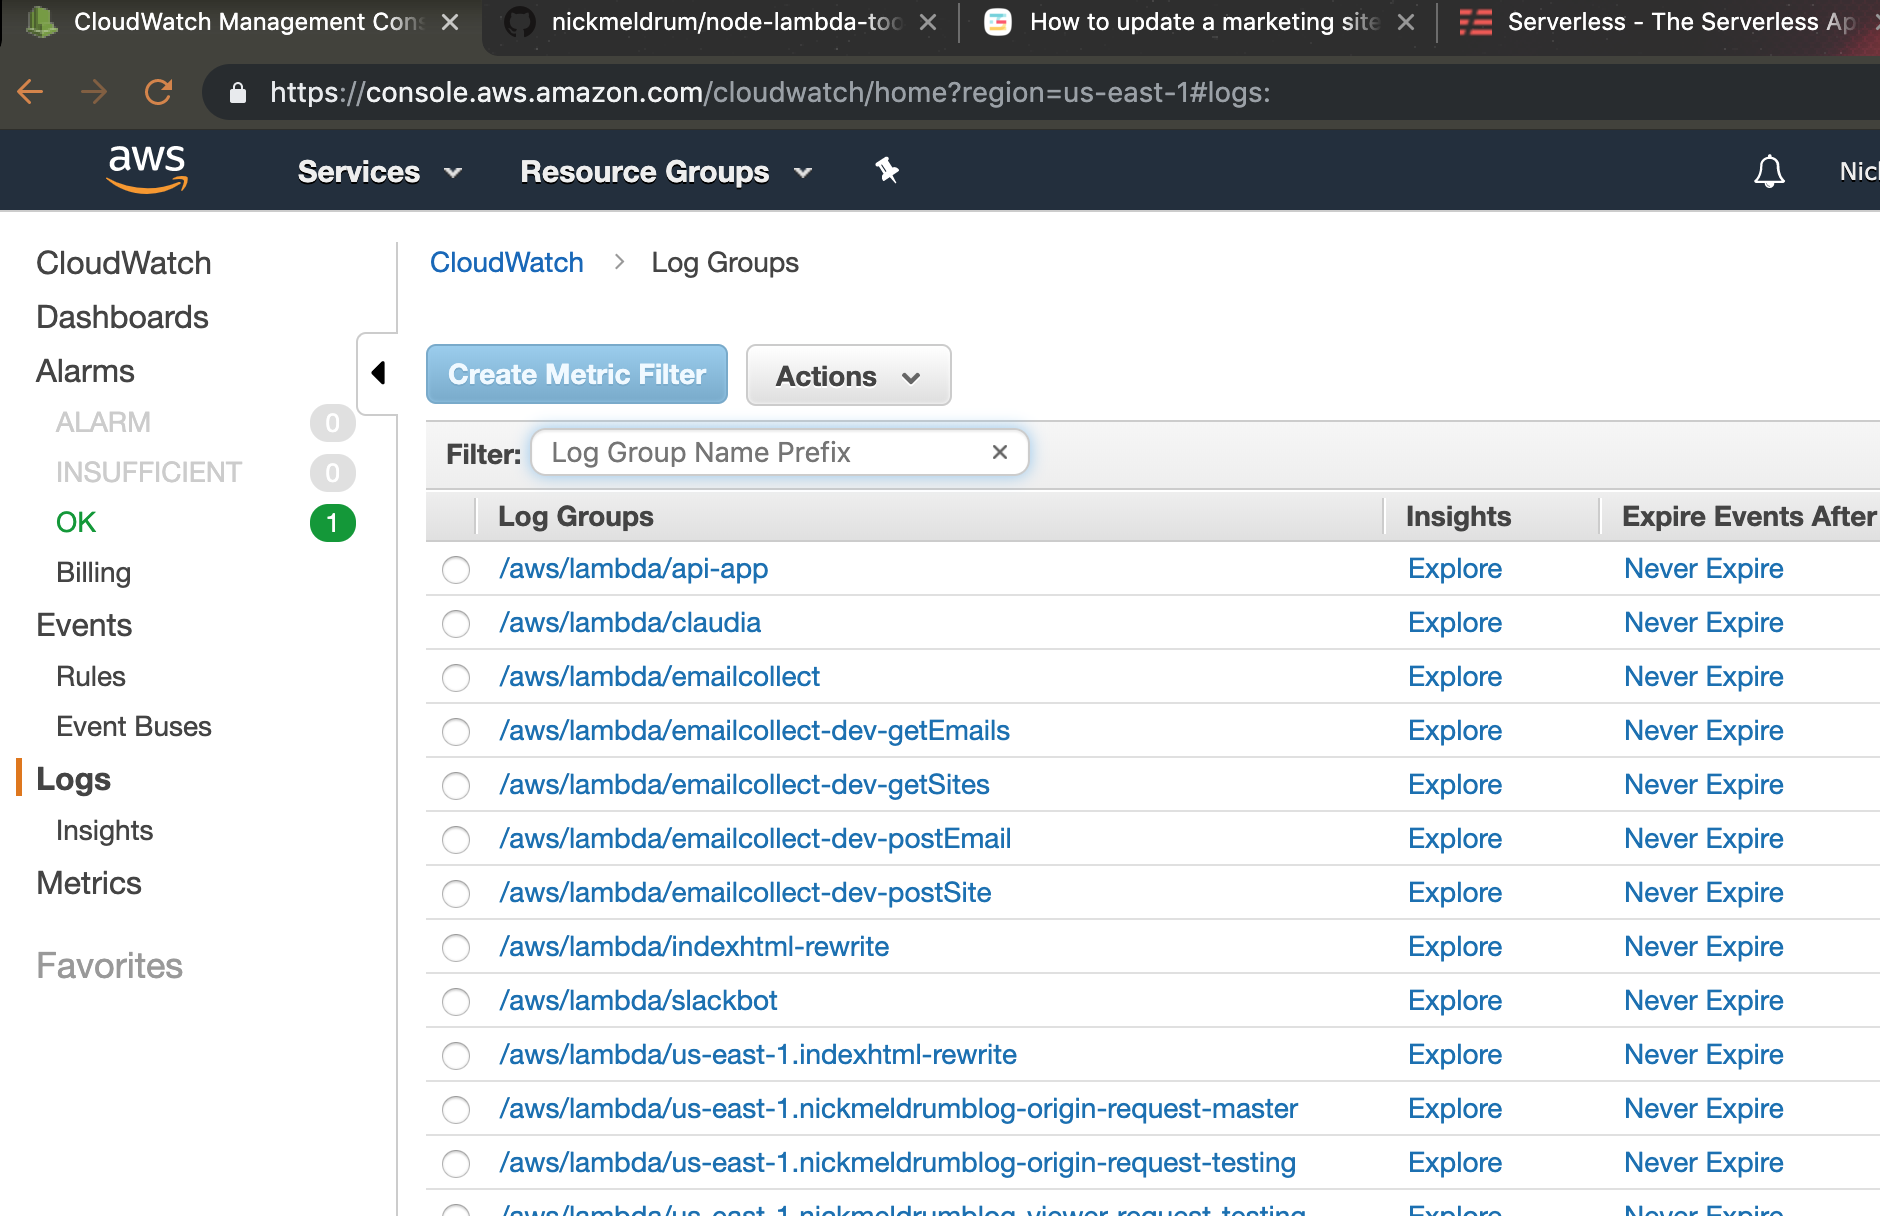 CloudWatch Management Cons
nickmeldrum/node-lambda-too
How to update a marketing site
Serverless - The Serverless Ap
https://console.aws.amazon.com/cloudwatch/home?region=us-east-1#logs:
aws
Services
Resource Groups
Nic
CloudWatch
Dashboards
Alarms
ALARM 0
INSUFFICIENT 0
OK 1
Billing
Events
Rules
Event Buses
Logs
Insights
Metrics
Favorites
CloudWatch > Log Groups
Create Metric Filter
Actions
Filter: Log Group Name Prefix
Log Groups Insights Expire Events After
/aws/lambda/api-app Explore Never Expire
/aws/lambda/claudia Explore Never Expire
/aws/lambda/emailcollect Explore Never Expire
/aws/lambda/emailcollect-dev-getEmails Explore Never Expire
/aws/lambda/emailcollect-dev-getSites Explore Never Expire
/aws/lambda/emailcollect-dev-postEmail Explore Never Expire
/aws/lambda/emailcollect-dev-postSite Explore Never Expire
/aws/lambda/indexhtml-rewrite Explore Never Expire
/aws/lambda/slackbot Explore Never Expire
/aws/lambda/us-east-1.indexhtml-rewrite Explore Never Expire
/aws/lambda/us-east-1.nickmeldrumblog-origin-request-master Explore Never Expire
/aws/lambda/us-east-1.nickmeldrumblog-origin-request-testing Explore Never Expire
/aws/lambda/us-east-1.nickmeldrumblog-viewer-request-testing Explore Never Expire